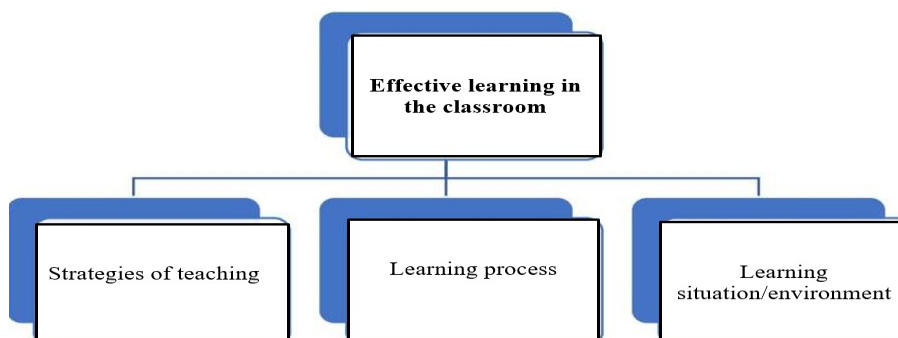 Effective learning in
the classroom
Strategies of teaching
Learning process
Learning
situation/environment